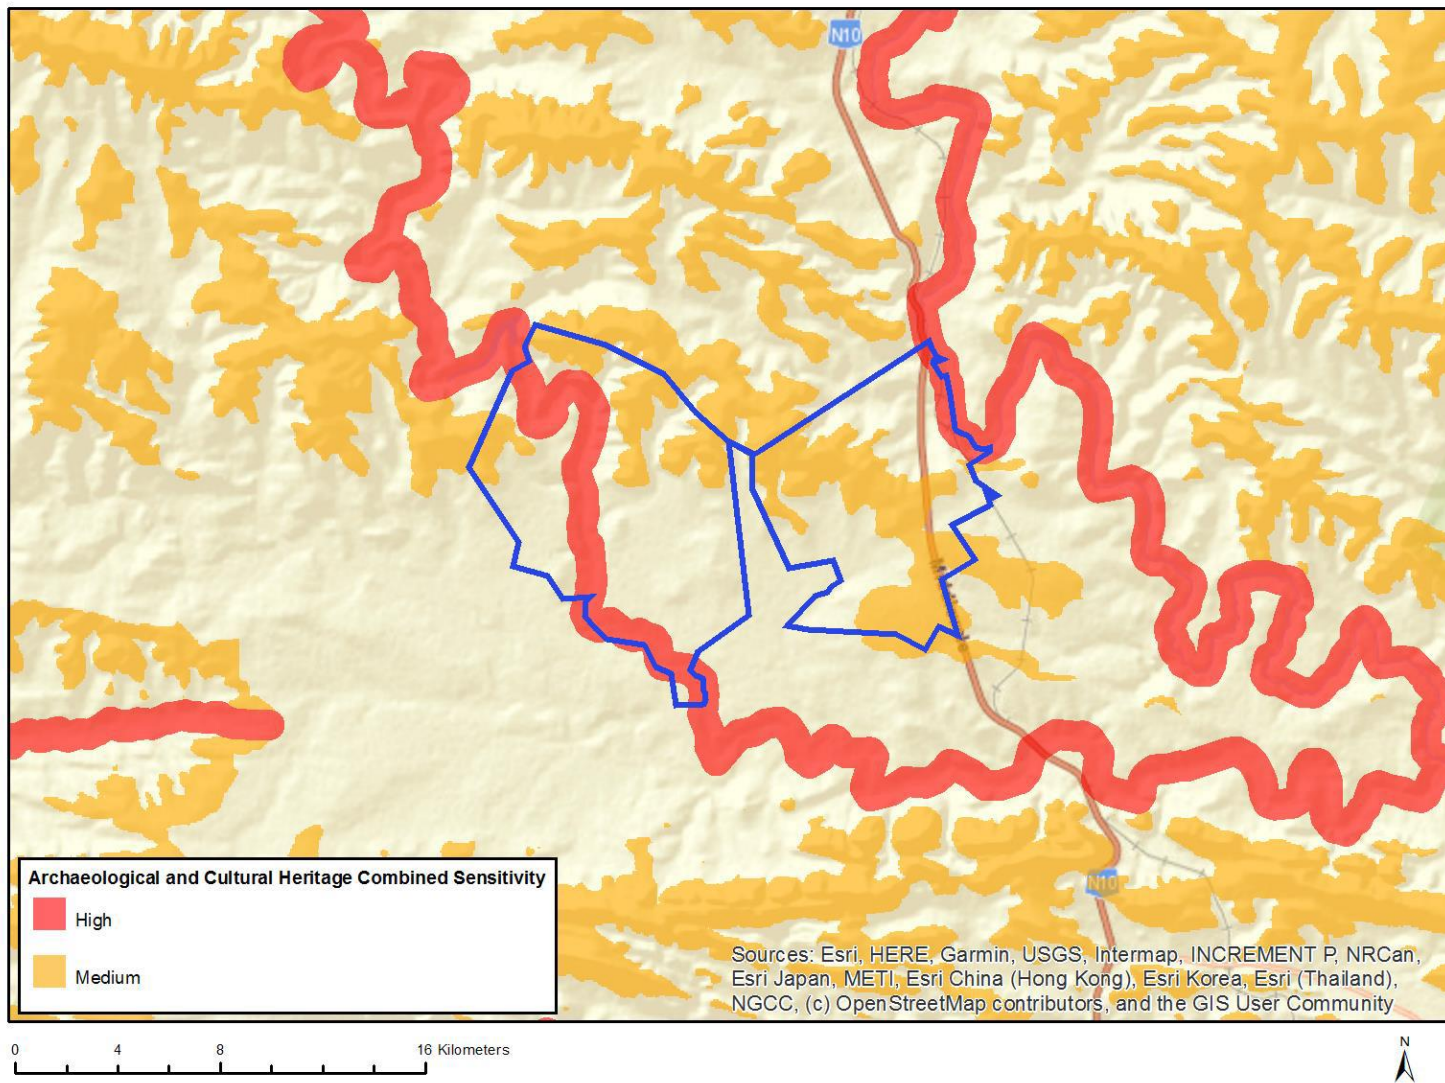 N10
N10
Archaeological and Cultural Heritage Combined Sensitivity
High
Medium
Sources: Esri, HERE, Garmin, USGS, Intermap, INCREMENT P, NRCan,
Esri Japan, METI, Esri China (Hong Kong), Esri Korea, Esri (Thailand),
NGCC, (c) OpenStreetMap contributors, and the GIS User Community
0 4 8 16 Kilometers
N